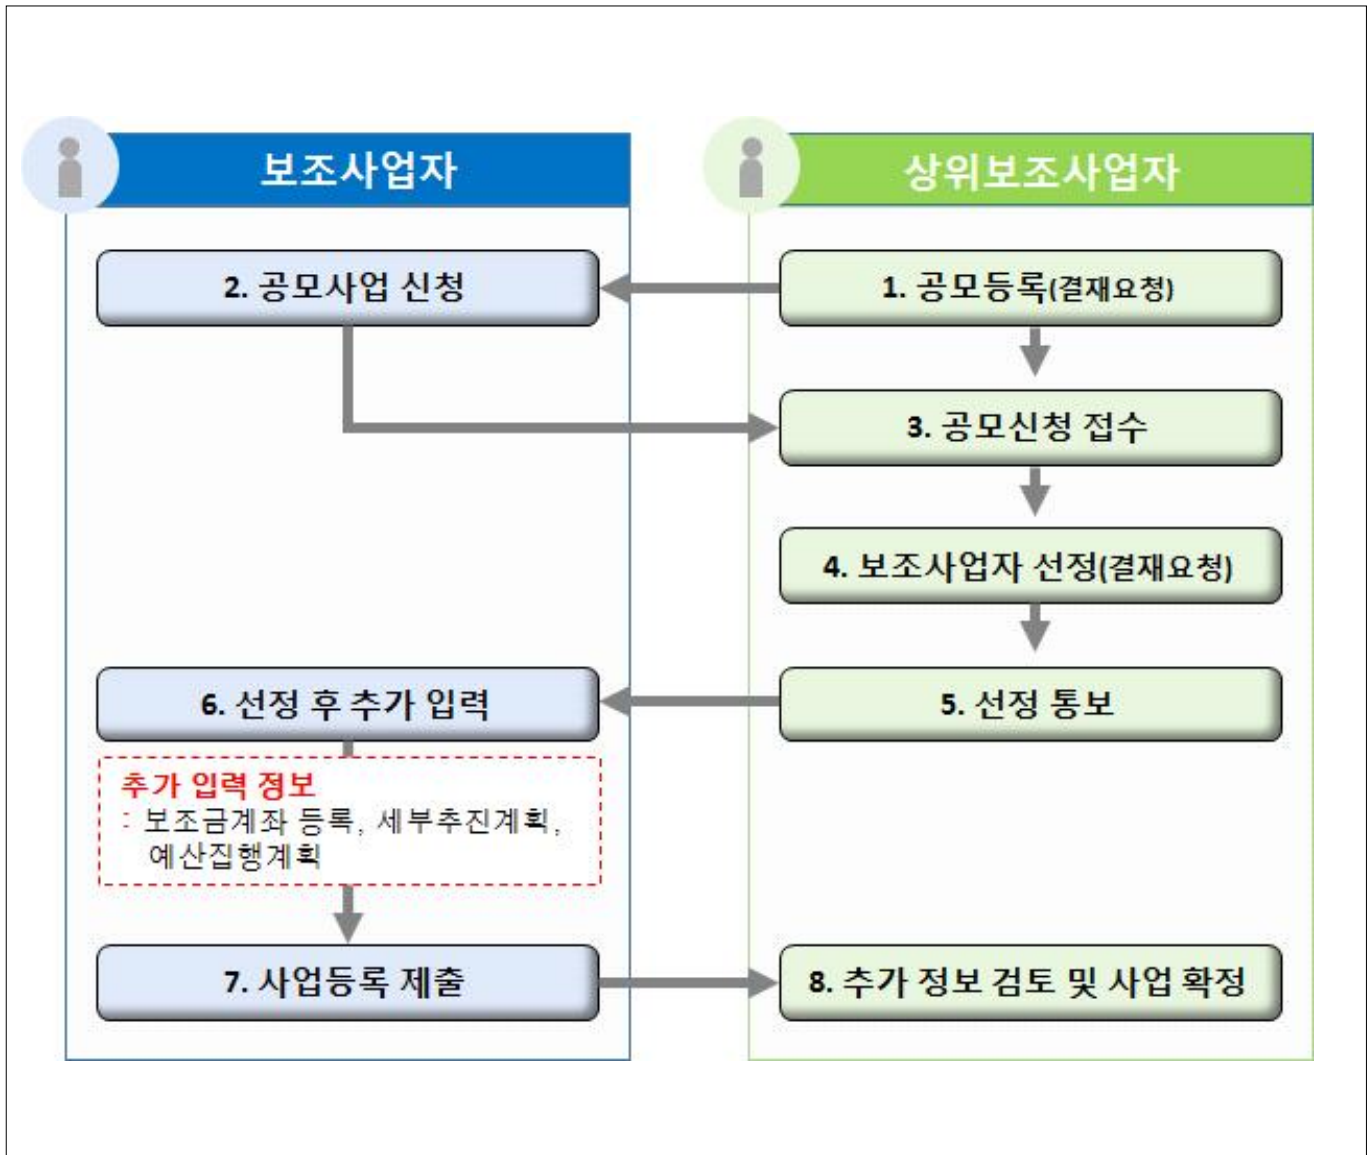 보조사업자
상위보조사업자
2. 공모사업 신청
1. 공모등록(결재요청)
3. 공모신청 접수
4. 보조사업자 선정(결재요청)
6. 선정 후 추가 입력
5. 선정 통보
추가 입력 정보
: 보조금계좌 등록, 세부추진계획,
예산집행계획
7. 사업등록 제출
8. 추가 정보 검토 및 사업 확정